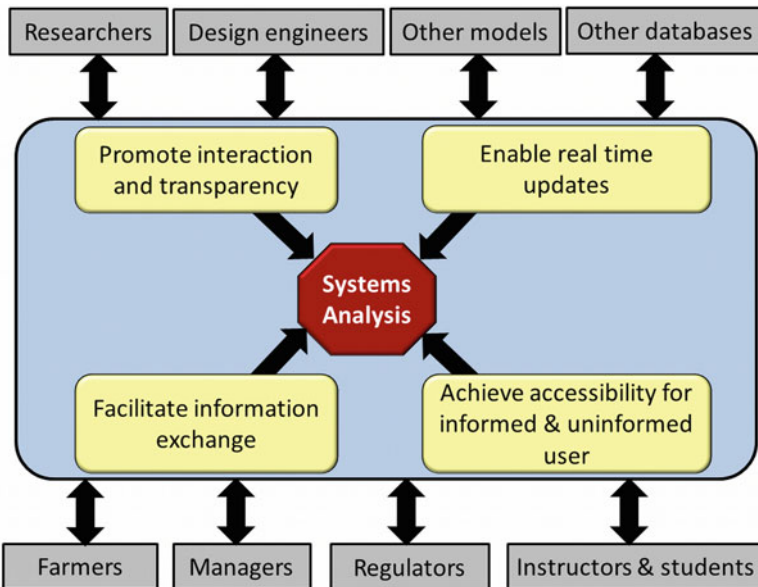 Researchers
Design engineers
Other models
Other databases
Promote interaction
and transparency
Enable real time
updates
Systems
Analysis
Facilitate information
exchange
Achieve accessibility for
informed & uninformed
user
Farmers
Managers
Regulators
Instructors & students